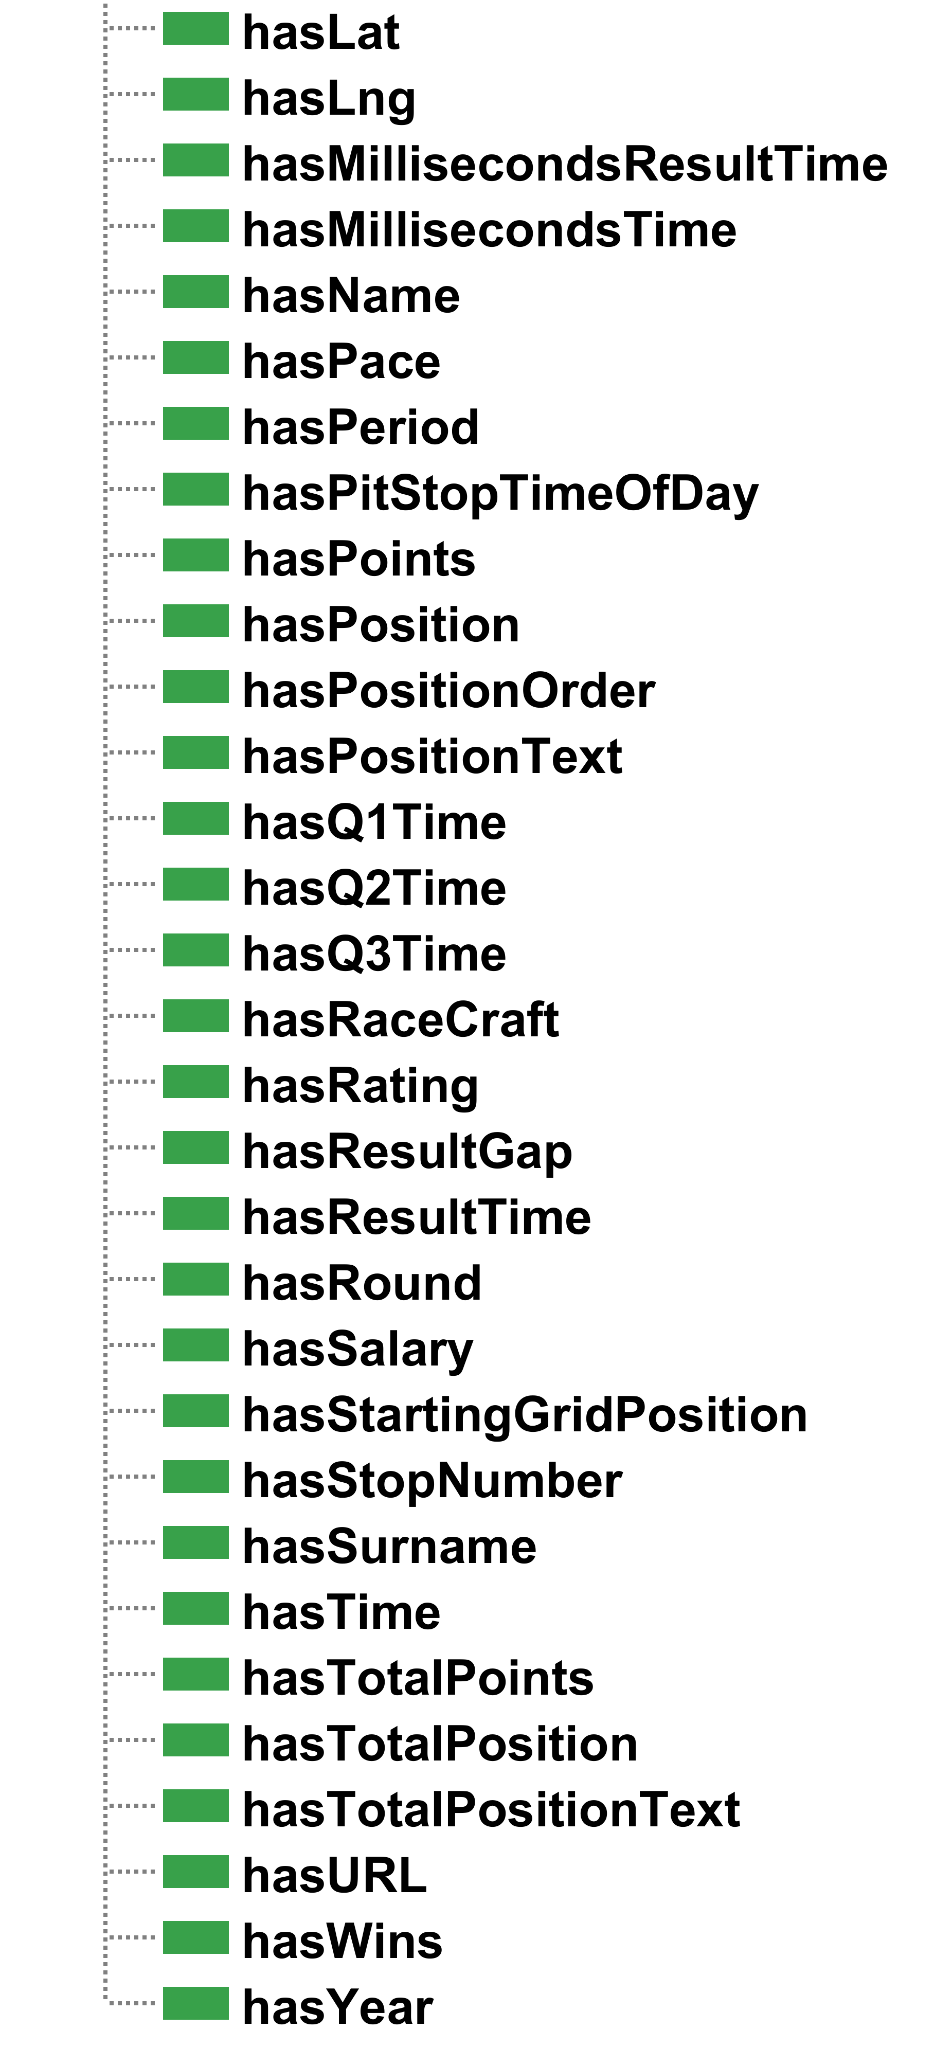 hasLat
hasLng
hasMillisecondsResultTime
hasMillisecondsTime
hasName
hasPace
hasPeriod
hasPitStopTimeOfDay
hasPoints
hasPosition
hasPositionOrder
hasPositionText
hasQ1Time
hasQ2Time
hasQ3Time
hasRaceCraft
hasRating
hasResultGap
hasResultTime
hasRound
hasSalary
hasStartingGridPosition
hasStopNumber
hasSurname
hasTime
hasTotalPoints
hasTotalPosition
hasTotalPositionText
hasURL
hasWins
hasYear